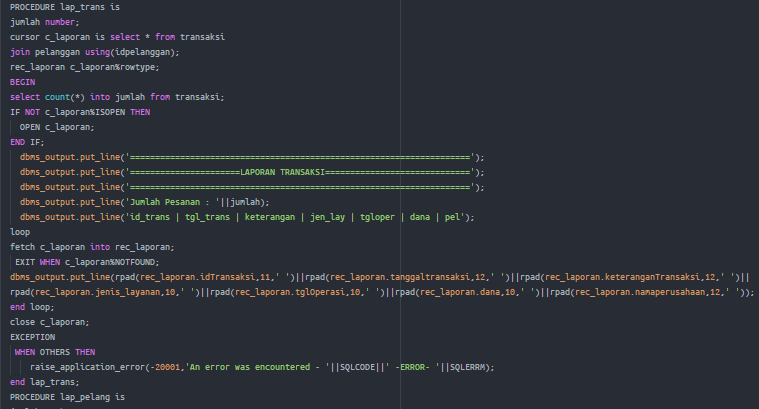 PROCEDURE lap_trans is
jumlah number;
cursor c_laporan is select * from transaksi
join pelanggan using(idpelanggan);
rec_laporan c_laporan%rowtype;
BEGIN
select count(*) into jumlah from transaksi;
IF NOT c_laporan%ISOPEN THEN
OPEN c_laporan;
END IF;
dbms_output.put_line('====================================================================');
dbms_output.put_line('======================LAPORAN TRANSAKSI=============================');
dbms_output.put_line('====================================================================');
dbms_output.put_line('Jumlah Pesanan : '||jumlah);
dbms_output.put_line('id_trans | tgl_trans | keterangan | jen_lay | tgloper | dana | pel');
loop
fetch c_laporan into rec_laporan;
EXIT WHEN c_laporan%NOTFOUND;
dbms_output.put_line(rpad(rec_laporan.idTransaksi,11,' ')||rpad(rec_laporan.tanggaltransaksi,12,' ')||rpad(rec_laporan.keteranganTransaksi,12,' ')||
rpad(rec_laporan.jenis_layanan,10,' ')||rpad(rec_laporan.tglOperasi,10,' ')||rpad(rec_laporan.dana,10,' ')||rpad(rec_laporan.namaperusahaan,12,' '));
end loop;
close c_laporan;
EXCEPTION
WHEN OTHERS THEN
raise_application_error(-20001,'An error was encountered - '||SQLCODE||' -ERROR- '||SQLERRM);
end lap_trans;
PROCEDURE lap_pelang is